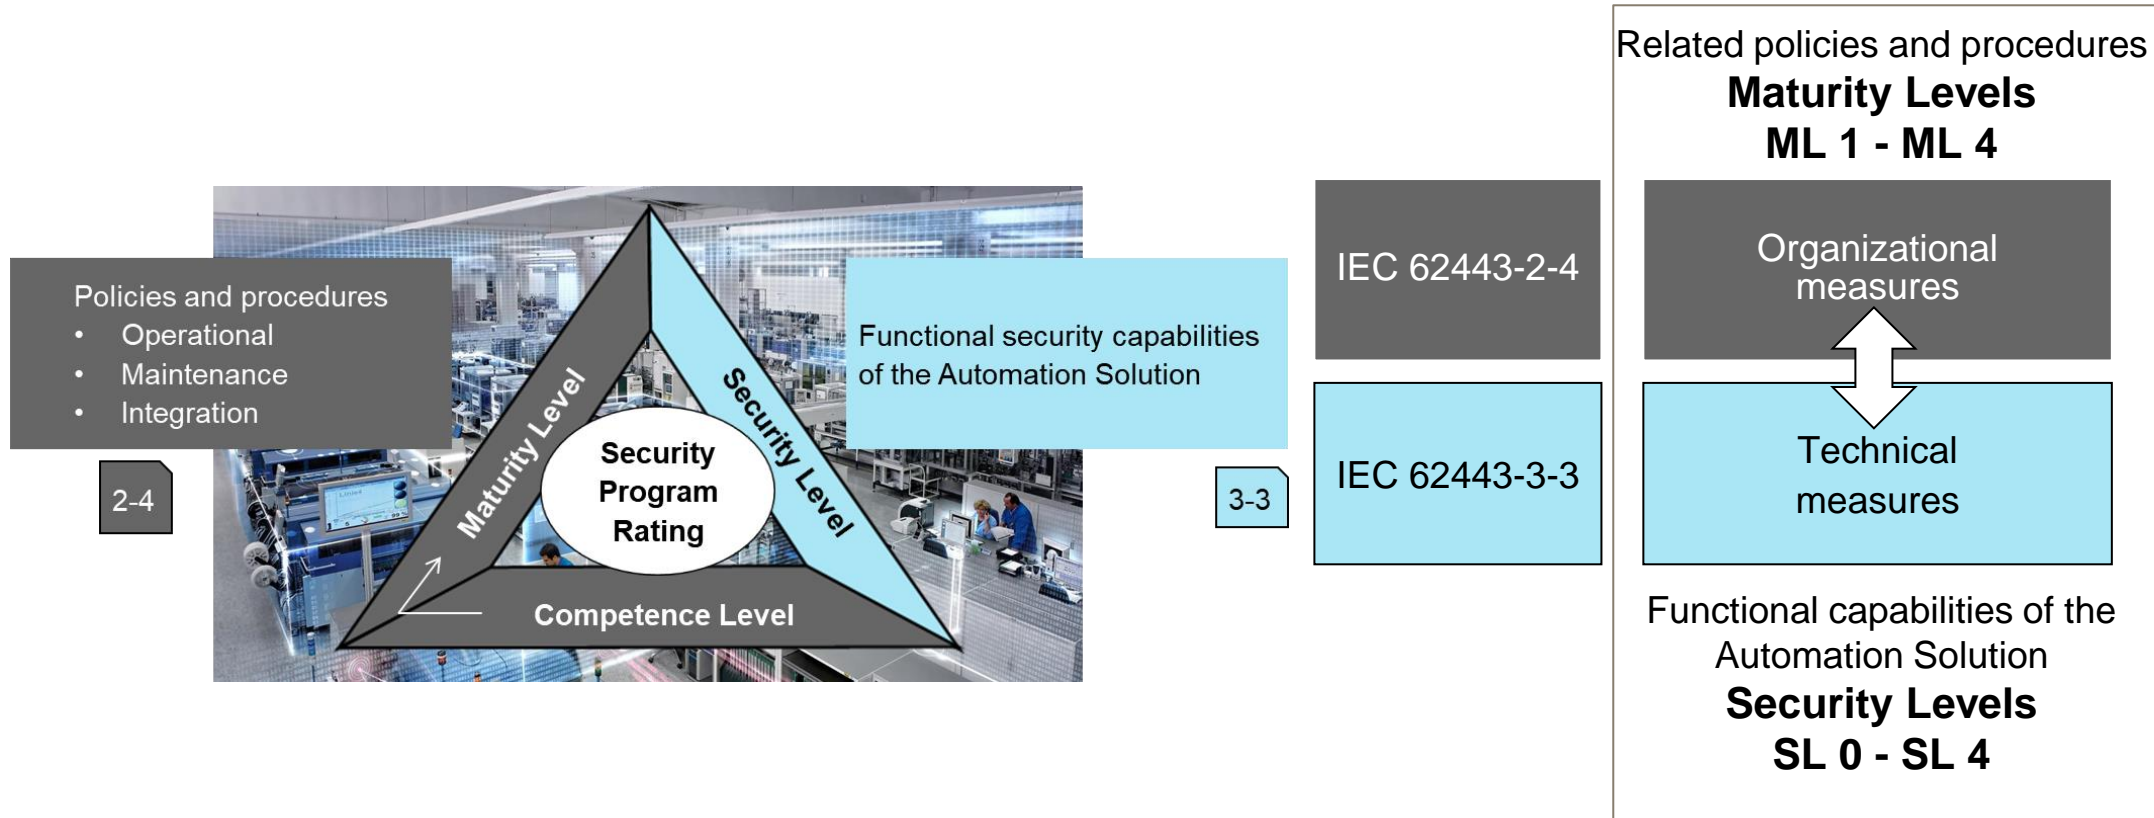 Policies and procedures
• Operational
• Maintenance
• Integration
2-4
Maturity Level
Security Level
Competence Level
Security
Program
Rating
Functional security capabilities
of the Automation Solution
3-3
IEC 62443-2-4
IEC 62443-3-3
Related policies and procedures
Maturity Levels
ML 1 - ML 4
Organizational
measures
Technical
measures
Functional capabilities of the
Automation Solution
Security Levels
SL 0 - SL 4